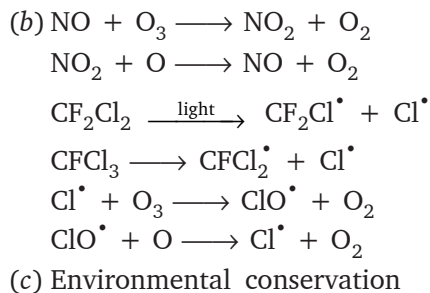 (b) NO + O₃ ⟶ NO₂ + O₂
NO₂ + O ⟶ NO + O₂
CF₂Cl₂ —light→ CF₂Cl• + Cl•
CFCl₃ ⟶ CFCl₂• + Cl•
Cl• + O₃ ⟶ ClO• + O₂
ClO• + O ⟶ Cl• + O₂
(c) Environmental conservation